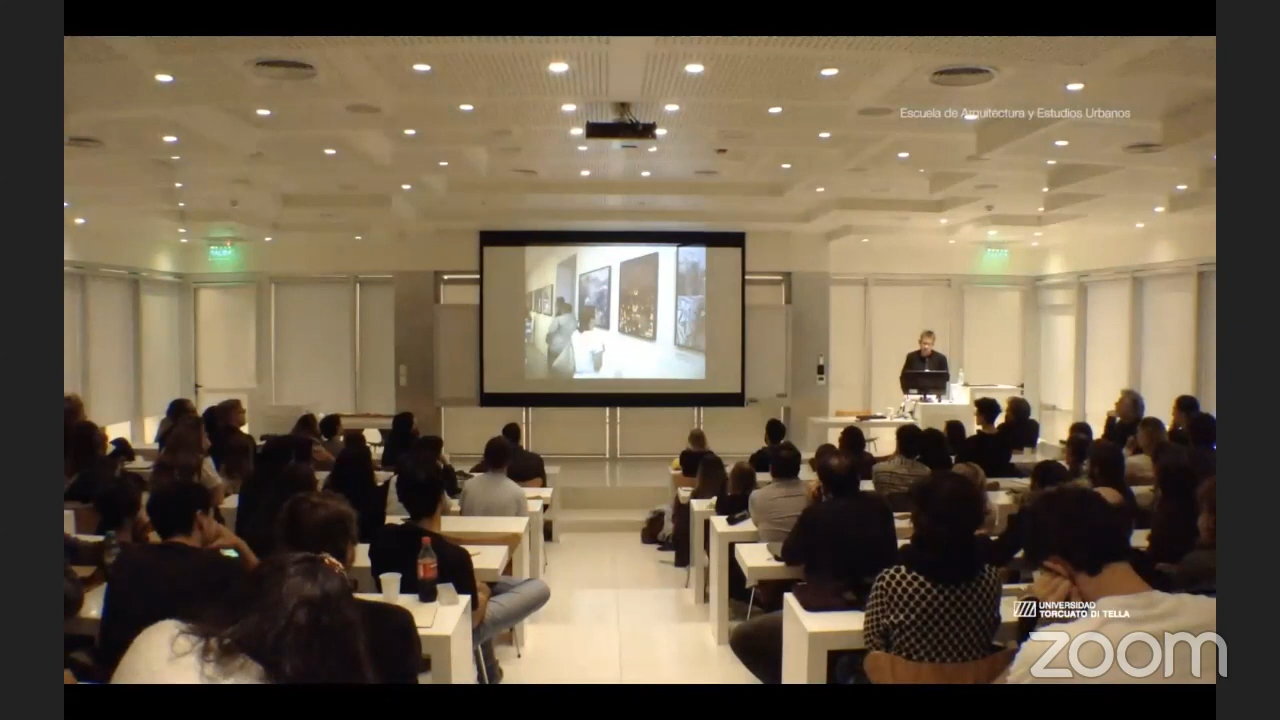 Escuela de Arquitectura y Estudios Urbanos
UNIVERSIDAD
TORCUATO DI TELLA
zoom